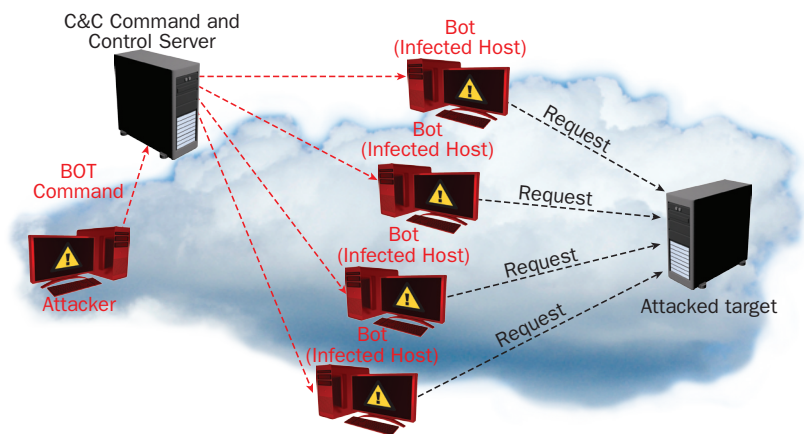 C&C Command and
Control Server
Bot
(Infected Host)
Request
Bot
(Infected Host)
BOT
Command
Request
Bot
(Infected Host)
Request
Attacker
Attacked target
Bot
(Infected Host)
Request